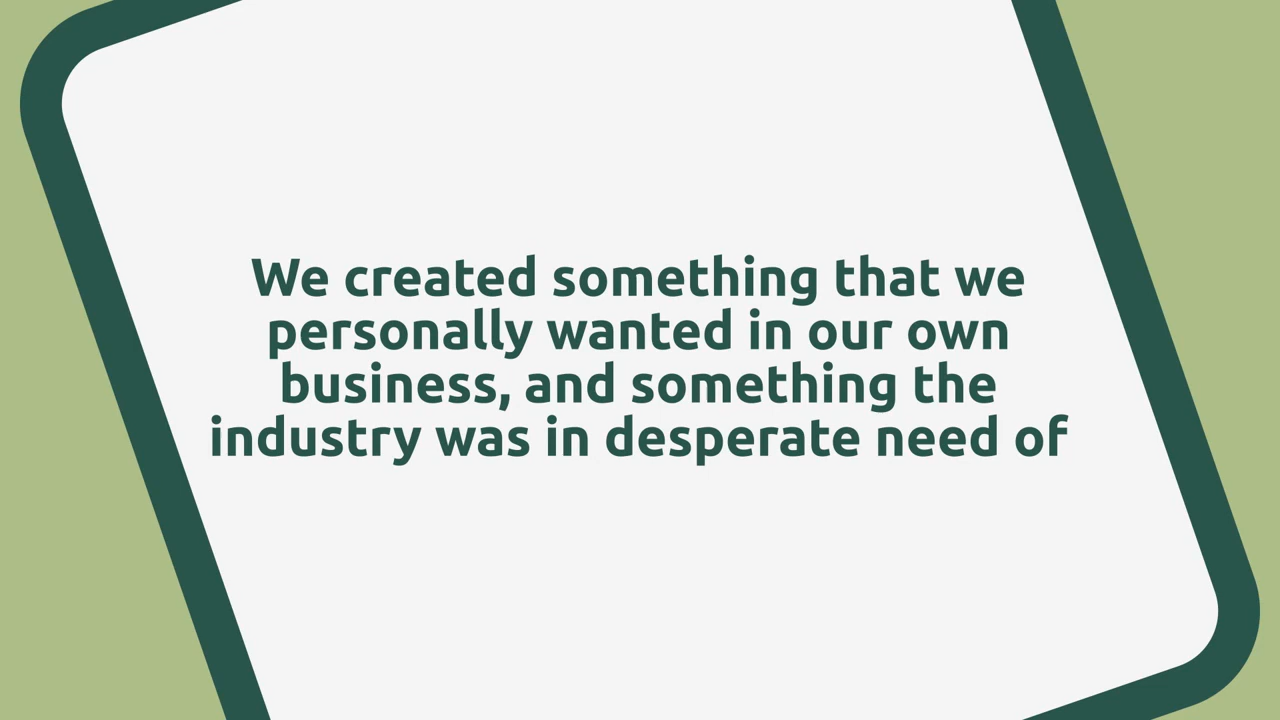 We created something that we
personally wanted in our own
business, and something the
industry was in desperate need of